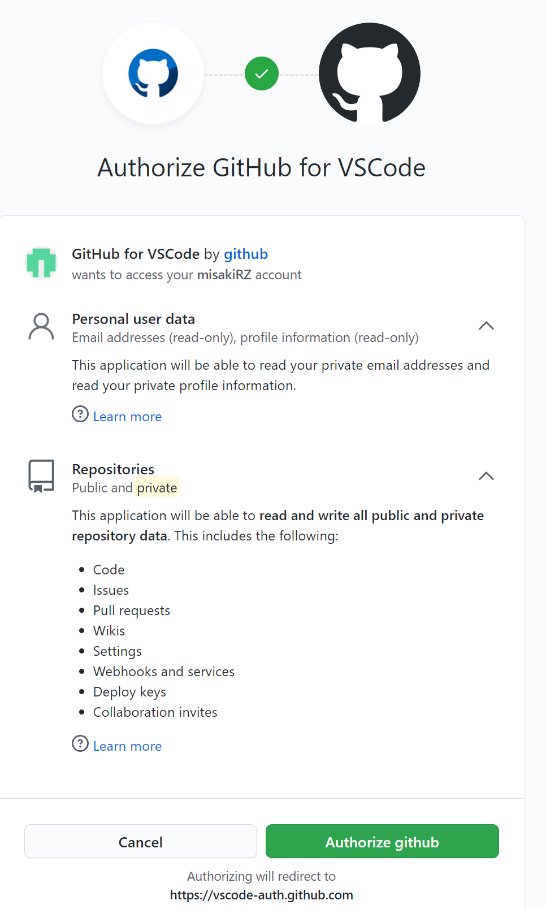 Authorize GitHub for VSCode
GitHub for VSCode by github
wants to access your misakiRZ account
Personal user data
Email addresses (read-only), profile information (read-only)
This application will be able to read your private email addresses and
read your private profile information.
Learn more
Repositories
Public and private
This application will be able to read and write all public and private
repository data. This includes the following:
Code
Issues
Pull requests
Wikis
Settings
Webhooks and services
Deploy keys
Collaboration invites
Learn more
Cancel
Authorize github
Authorizing will redirect to
https://vscode-auth.github.com